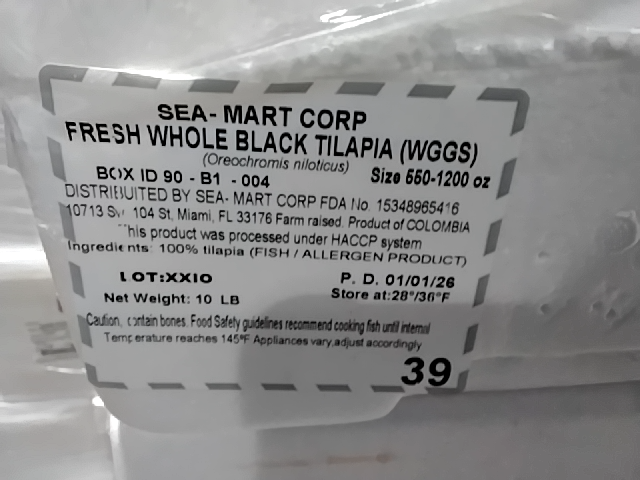 SEA- MART CORP
FRESH WHOLE BLACK TILAPIA (WGGS)
(Oreochromis niloticus)
BOX ID 90 - B1 - 004 Size 550-1200 oz
DISTRIBUTED BY SEA- MART CORP FDA No. 15348965416
10713 SW 104 St, Miami, FL 33176 Farm raised. Product of COLOMBIA
This product was processed under HACCP system
Ingredients: 100% tilapia (FISH / ALLERGEN PRODUCT)
LOT:XXIO P. D. 01/01/26
Net Weight: 10 LB Store at:28°/36°F
Caution, contain bones. Food Safety guidelines recommend cooking fish until internal
Temperature reaches 145°F Appliances vary,adjust accordingly
39